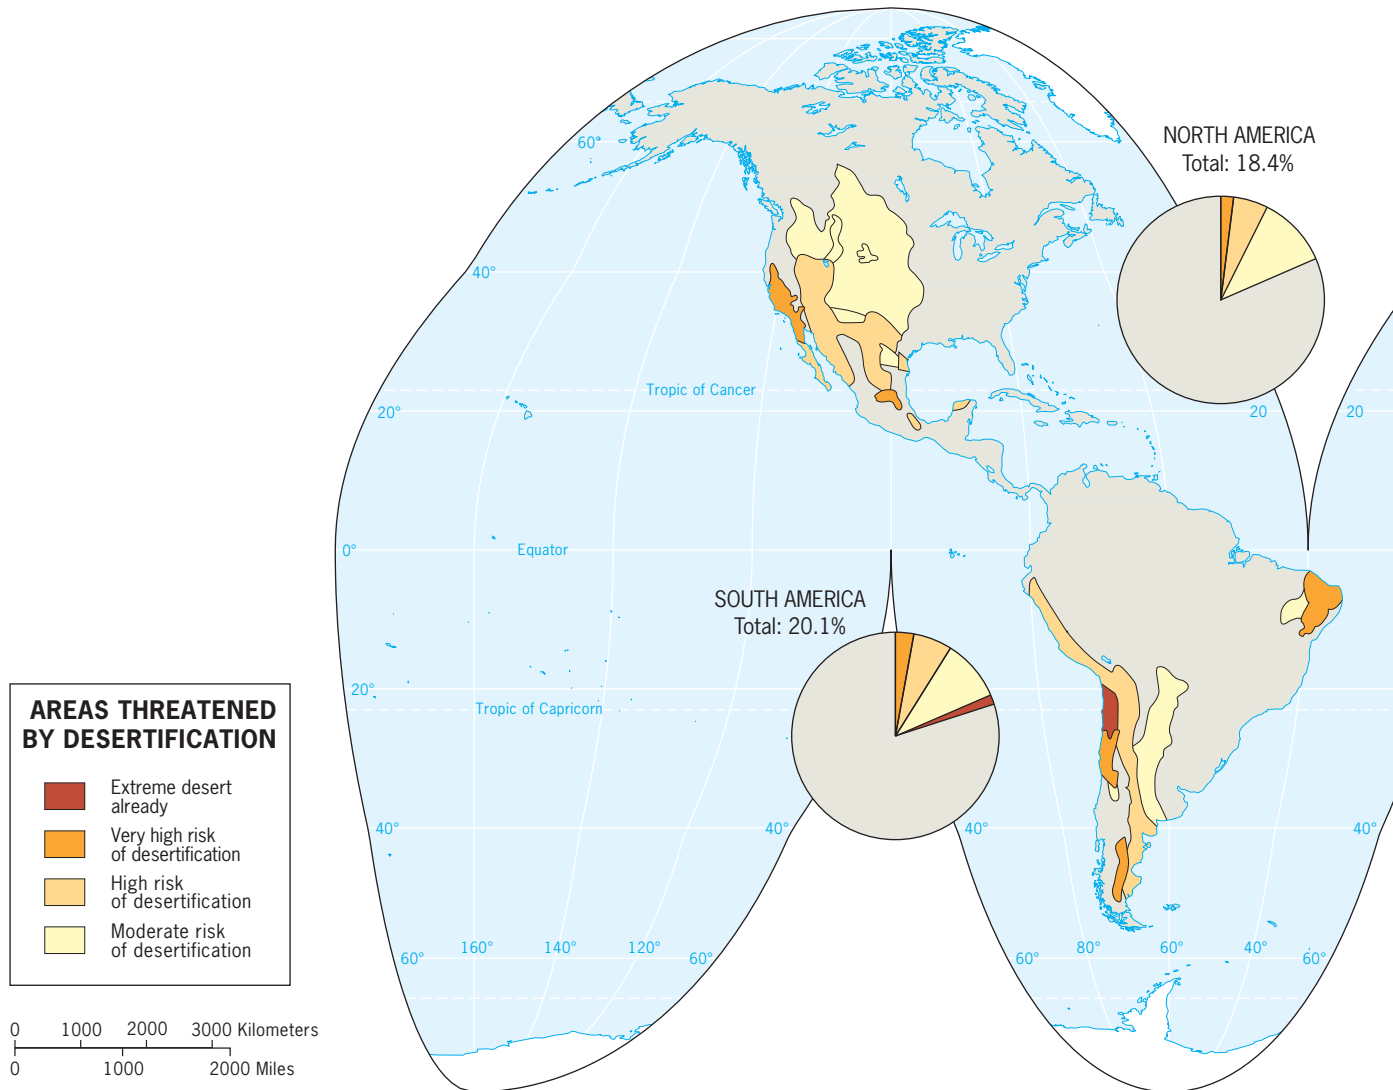 NORTH AMERICA
Total: 18.4%
60°
40°
Tropic of Cancer
20°
20
20
0°
Equator
SOUTH AMERICA
Total: 20.1%
20°
Tropic of Capricorn
AREAS THREATENED
BY DESERTIFICATION
Extreme desert
already
Very high risk
of desertification
High risk
of desertification
Moderate risk
of desertification
40°
40°
40°
40°
160°
140°
120°
80°
60°
40°
60°
60°
60°
60°
0 1000 2000 3000 Kilometers
0 1000 2000 Miles